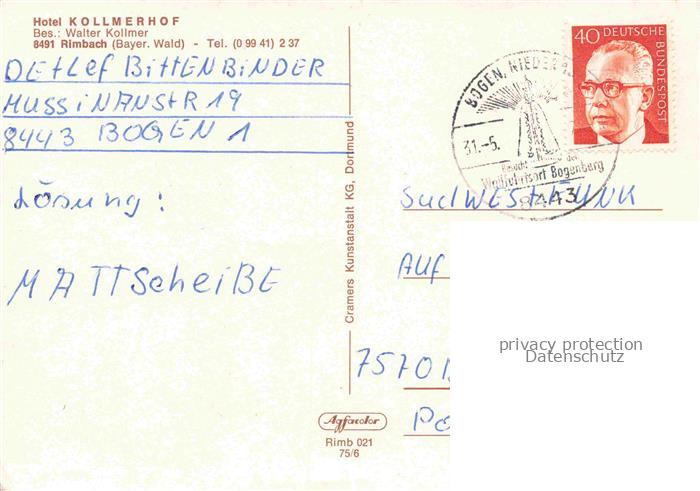 Hotel KOLLMERHOF
Bes.: Walter Kollmer
8491 Rimbach (Bayer. Wald) - Tel. (0 99 41) 2 37
DETLEF BITTENBINDER
HUSSINANSTR 19
8443 BOGEN 1
Lösung:
MATTScheiBE
Cramers Kunstanstalt KG, Dortmund
Agfacolor
Rimb 021
75/6
40 DEUTSCHE
BUNDESPOST
BOGEN, NIEDER
31.-5.
Wallfahrtsort Bogenberg
8443
SüdWESTFUNK
AUF
7570
Po
privacy protection
Datenschutz